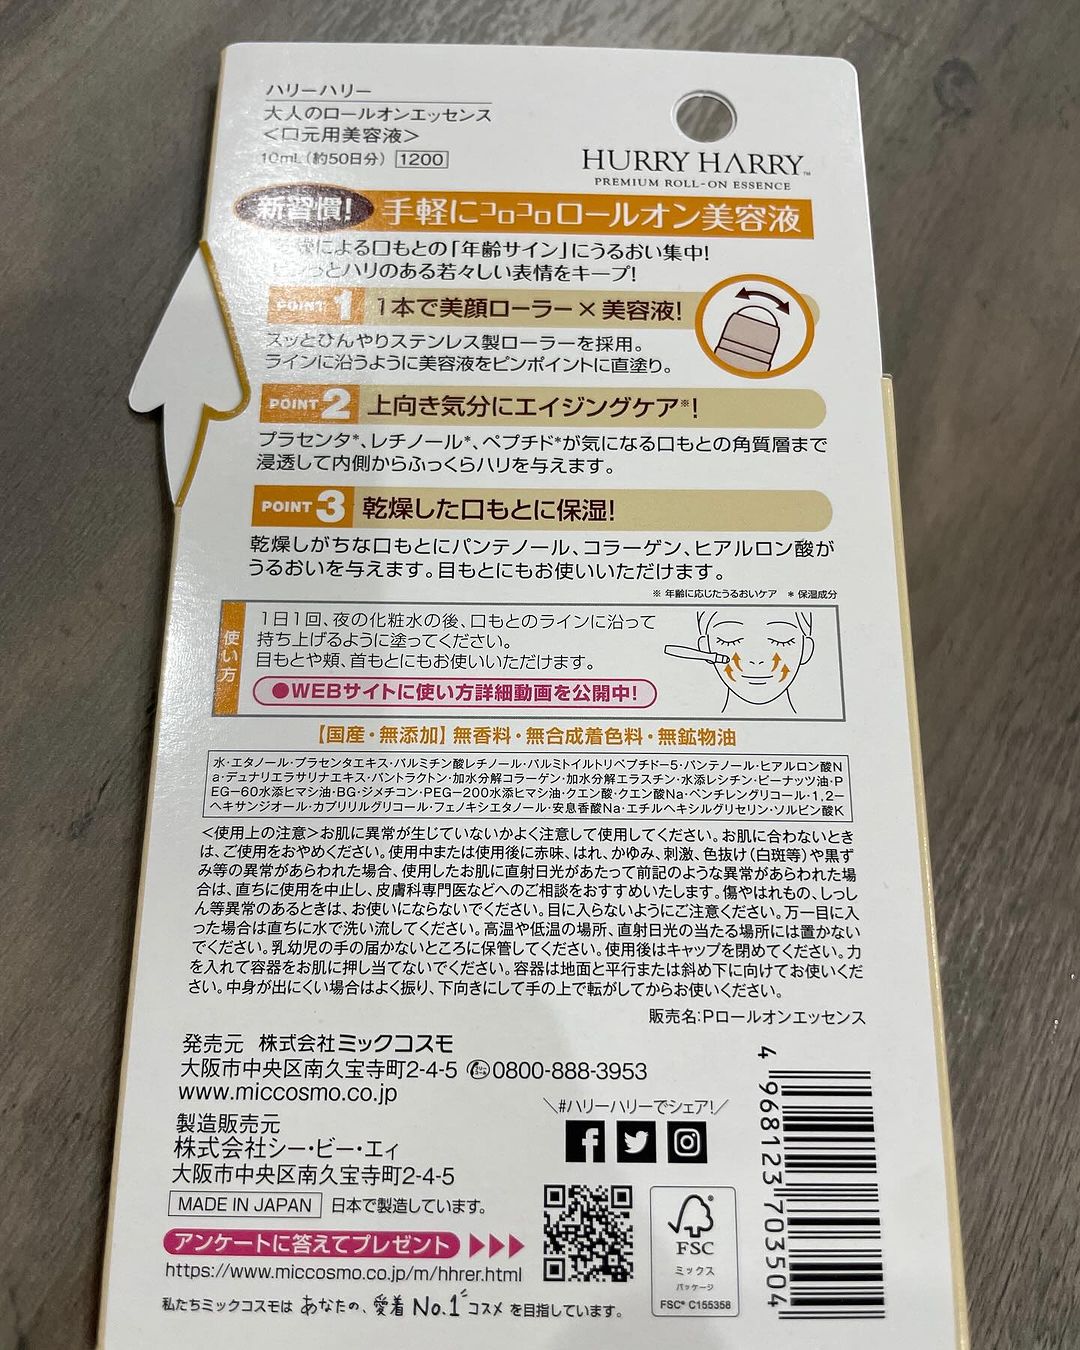 ハリーハリー
大人のロールオンエッセンス
<口元用美容液>
10mL(約50日分) 1200
HURRY HARRY™
PREMIUM ROLL-ON ESSENCE
新習慣! 手軽にコロコロロールオン美容液
による口もとの「年齢サイン」にうるおい集中!
とハリのある若々しい表情をキープ!
POINT 1 1本で美顔ローラー×美容液!
スッとひんやりステンレス製ローラーを採用。
ラインに沿うように美容液をピンポイントに直塗り。
POINT 2 上向き気分にエイジングケア※!
プラセンタ*、レチノール*、ペプチド*が気になる口もとの角質層まで
浸透して内側からふっくらハリを与えます。
POINT 3 乾燥した口もとに保湿!
乾燥しがちな口もとにパンテノール、コラーゲン、ヒアルロン酸が
うるおいを与えます。目もとにもお使いいただけます。
※ 年齢に応じたうるおいケア *保湿成分
使い方
1日1回、夜の化粧水の後、口もとのラインに沿って
持ち上げるように塗ってください。
目もとや頬、首もとにもお使いいただけます。
●WEBサイトに使い方詳細動画を公開中!
【国産・無添加】無香料・無合成着色料・無鉱物油
水・エタノール・プラセンタエキス・パルミチン酸レチノール・パルミトイルトリペプチド-5・パンテノール・ヒアルロン酸N
a・デュナリエラサリナエキス・パントラクトン・加水分解コラーゲン・加水分解エラスチン・水添レシチン・ピーナッツ油・P
EG-60水添ヒマシ油・BG・ジメチコン・PEG-200水添ヒマシ油・クエン酸・クエン酸Na・ペンチレングリコール・1,2-
ヘキサンジオール・カプリリルグリコール・フェノキシエタノール・安息香酸Na・エチルヘキシルグリセリン・ソルビン酸K
<使用上の注意>お肌に異常が生じていないかよく注意して使用してください。お肌に合わないとき
は、ご使用をおやめください。使用中または使用後に赤味、はれ、かゆみ、刺激、色抜け(白斑等)や黒ず
み等の異常があらわれた場合、使用したお肌に直射日光があたって前記のような異常があらわれた場
合は、直ちに使用を中止し、皮膚科専門医などへのご相談をおすすめいたします。傷やはれもの、しっし
ん等異常のあるときは、お使いにならないでください。目に入らないようにご注意ください。万一目に入
った場合は直ちに水で洗い流してください。高温や低温の場所、直射日光の当たる場所には置かない
でください。乳幼児の手の届かないところに保管してください。使用後はキャップを閉めてください。力
を入れて容器をお肌に押し当てないでください。容器は地面と平行または斜め下に向けてお使いくだ
さい。中身が出にくい場合はよく振り、下向きにして手の上で転がしてからお使いください。
販売名:Pロールオンエッセンス
発売元 株式会社ミックコスモ
大阪市中央区南久宝寺町2-4-5 0800-888-3953
www.miccosmo.co.jp
製造販売元
株式会社シー・ビー・エィ
大阪市中央区南久宝寺町2-4-5
MADE IN JAPAN 日本で製造しています。
アンケートに答えてプレゼント
https://www.miccosmo.co.jp/m/hhrer.html
私たちミックコスモは あなたの、愛着No.1コスメを目指しています。
\#ハリーハリーでシェア!/
FSC
ミックス
パッケージ
FSC® C155358
4 968123 703504